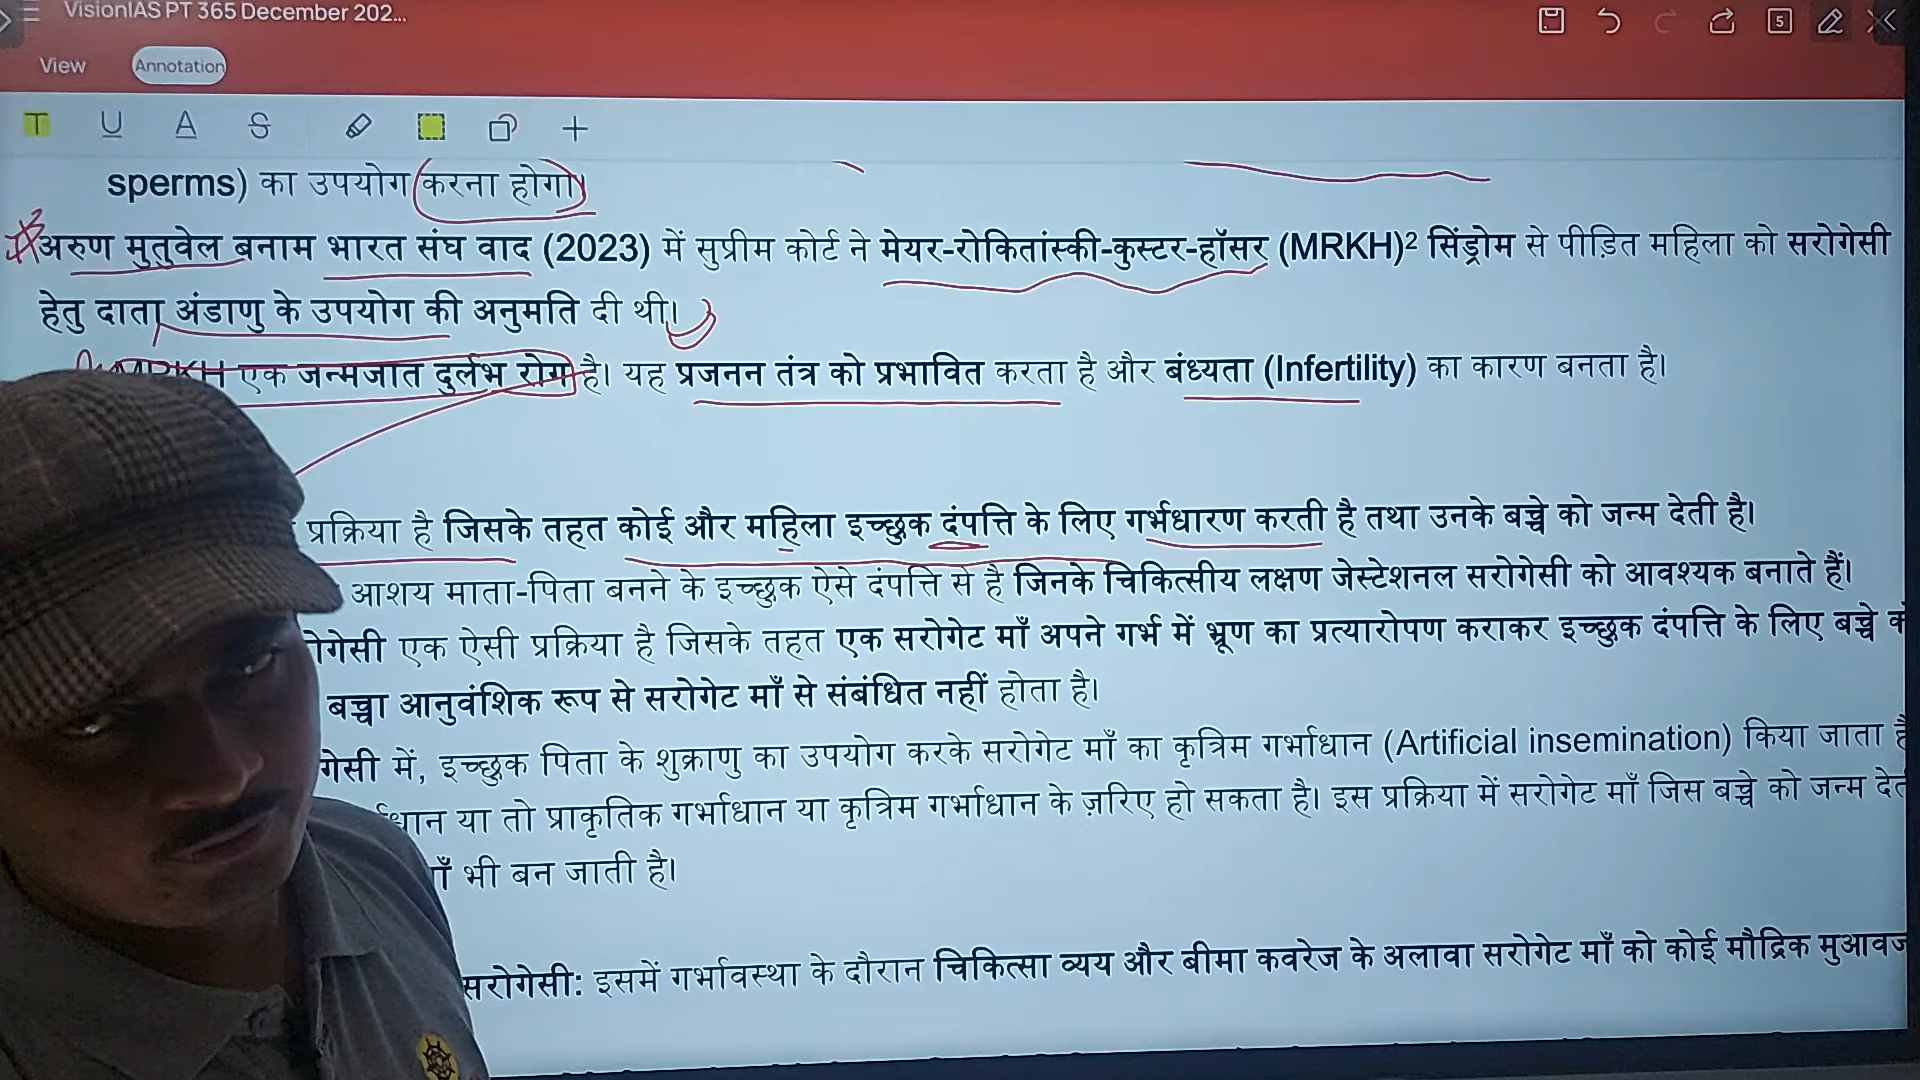 VisionIAS PT 365 December 202...
5
View Annotation
T U A S
sperms) का उपयोग करना होगा।
अरुण मुतुवेल बनाम भारत संघ वाद (2023) में सुप्रीम कोर्ट ने मेयर-रोकितांस्की-कुस्टर-हॉसर (MRKH)² सिंड्रोम से पीड़ित महिला को सरोगेसी
हेतु दाता अंडाणु के उपयोग की अनुमति दी थी।
MRKH एक जन्मजात दुर्लभ रोग है। यह प्रजनन तंत्र को प्रभावित करता है और बंध्यता (Infertility) का कारण बनता है।
प्रक्रिया है जिसके तहत कोई और महिला इच्छुक दंपत्ति के लिए गर्भधारण करती है तथा उनके बच्चे को जन्म देती है।
आशय माता-पिता बनने के इच्छुक ऐसे दंपत्ति से है जिनके चिकित्सीय लक्षण जेस्टेशनल सरोगेसी को आवश्यक बनाते हैं।
एक ऐसी प्रक्रिया है जिसके तहत एक सरोगेट माँ अपने गर्भ में भ्रूण का प्रत्यारोपण कराकर इच्छुक दंपत्ति के लिए बच्चे
बच्चा आनुवंशिक रूप से सरोगेट माँ से संबंधित नहीं होता है।
में, इच्छुक पिता के शुक्राणु का उपयोग करके सरोगेट माँ का कृत्रिम गर्भाधान (Artificial insemination) किया जाता
या तो प्राकृतिक गर्भाधान या कृत्रिम गर्भाधान के ज़रिए हो सकता है। इस प्रक्रिया में सरोगेट माँ जिस बच्चे को जन्म
भी बन जाती है।
सरोगेसी: इसमें गर्भावस्था के दौरान चिकित्सा व्यय और बीमा कवरेज के अलावा सरोगेट माँ को कोई मौद्रिक